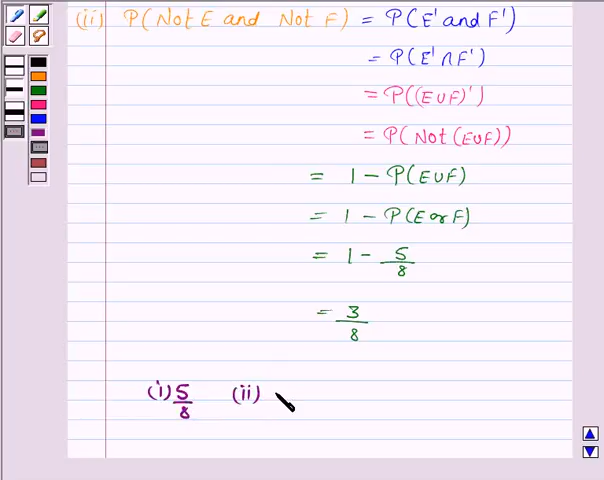 (ii) P(Not E and Not F) = P(E' and F')
= P(E'∩F')
= P((E∪F)')
= P(Not(E∪F))
= 1 - P(E∪F)
= 1 - P(E or F)
= 1 - 5/8
= 3/8
(i) 5/8 (ii)